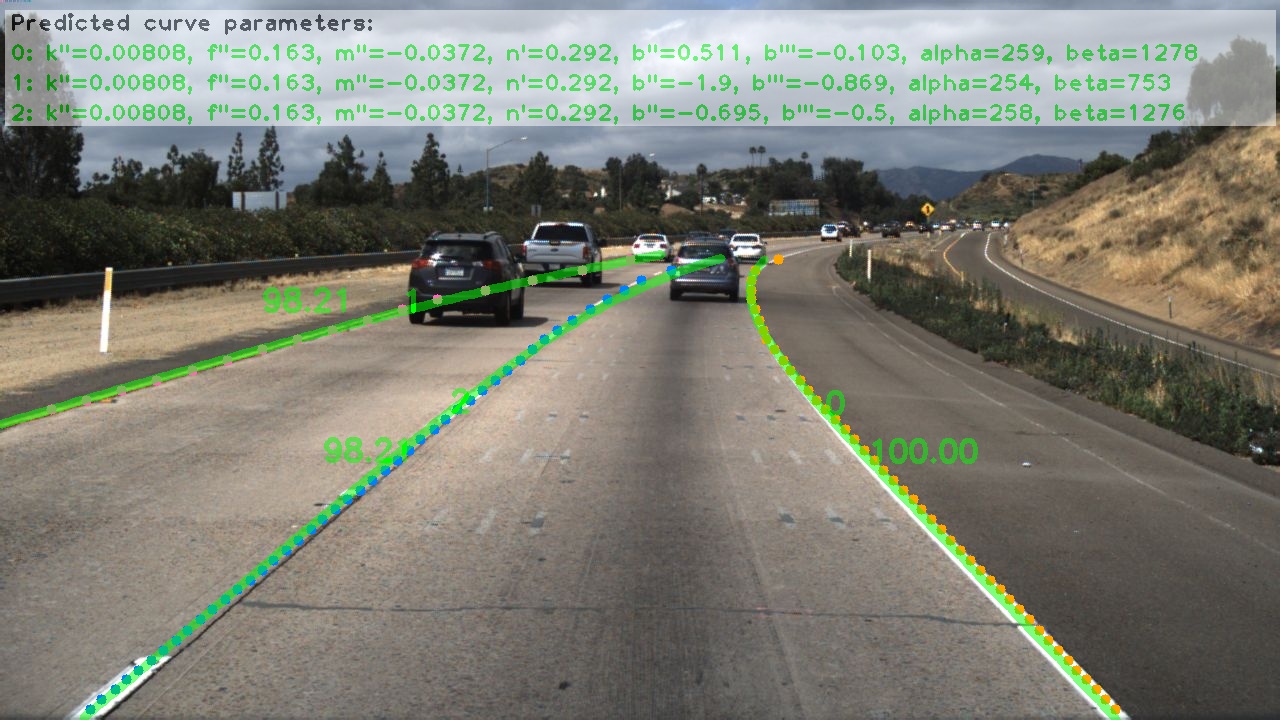 Predicted curve parameters:
0: k''=0.00808, f''=0.163, m''=-0.0372, n'=0.292, b''=0.511, b'''=-0.103, alpha=259, beta=1278
1: k''=0.00808, f''=0.163, m''=-0.0372, n'=0.292, b''=-1.9, b'''=-0.869, alpha=254, beta=753
2: k''=0.00808, f''=0.163, m''=-0.0372, n'=0.292, b''=-0.695, b'''=-0.5, alpha=258, beta=1276
98.21 1
2 0
98.21 100.00